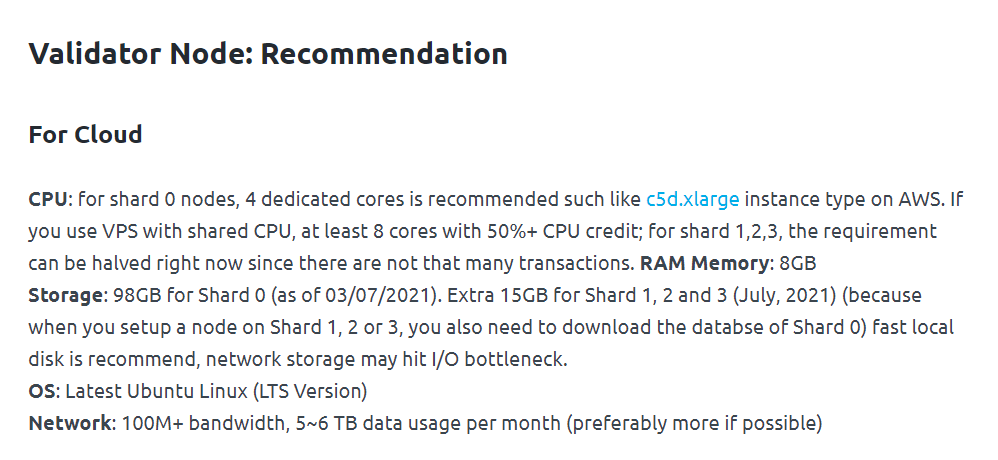 Validator Node: Recommendation
For Cloud
CPU: for shard 0 nodes, 4 dedicated cores is recommended such like c5d.xlarge instance type on AWS. If
you use VPS with shared CPU, at least 8 cores with 50%+ CPU credit; for shard 1,2,3, the requirement
can be halved right now since there are not that many transactions. RAM Memory: 8GB
Storage: 98GB for Shard 0 (as of 03/07/2021). Extra 15GB for Shard 1, 2 and 3 (July, 2021) (because
when you setup a node on Shard 1, 2 or 3, you also need to download the databse of Shard 0) fast local
disk is recommend, network storage may hit I/O bottleneck.
OS: Latest Ubuntu Linux (LTS Version)
Network: 100M+ bandwidth, 5~6 TB data usage per month (preferably more if possible)